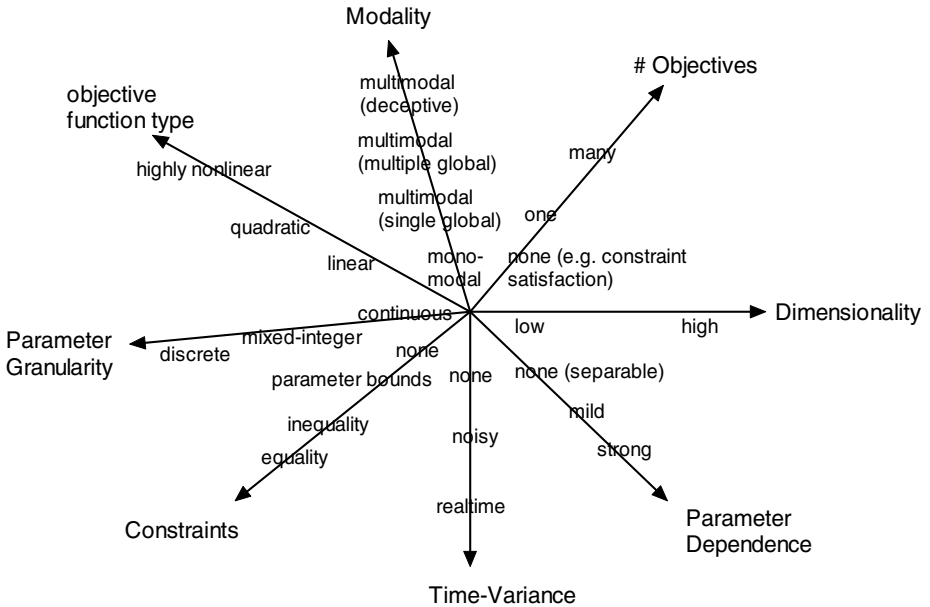 Modality
# Objectives
objective
function type
multimodal
(deceptive)
multimodal
(multiple global)
many
highly nonlinear
multimodal
(single global)
one
quadratic
linear
mono-
modal
none (e.g. constraint
satisfaction)
continuous
Dimensionality
low
high
Parameter
Granularity
mixed-integer
discrete
none
parameter bounds
none
none (separable)
inequality
mild
equality
noisy
strong
realtime
Constraints
Parameter
Dependence
Time-Variance